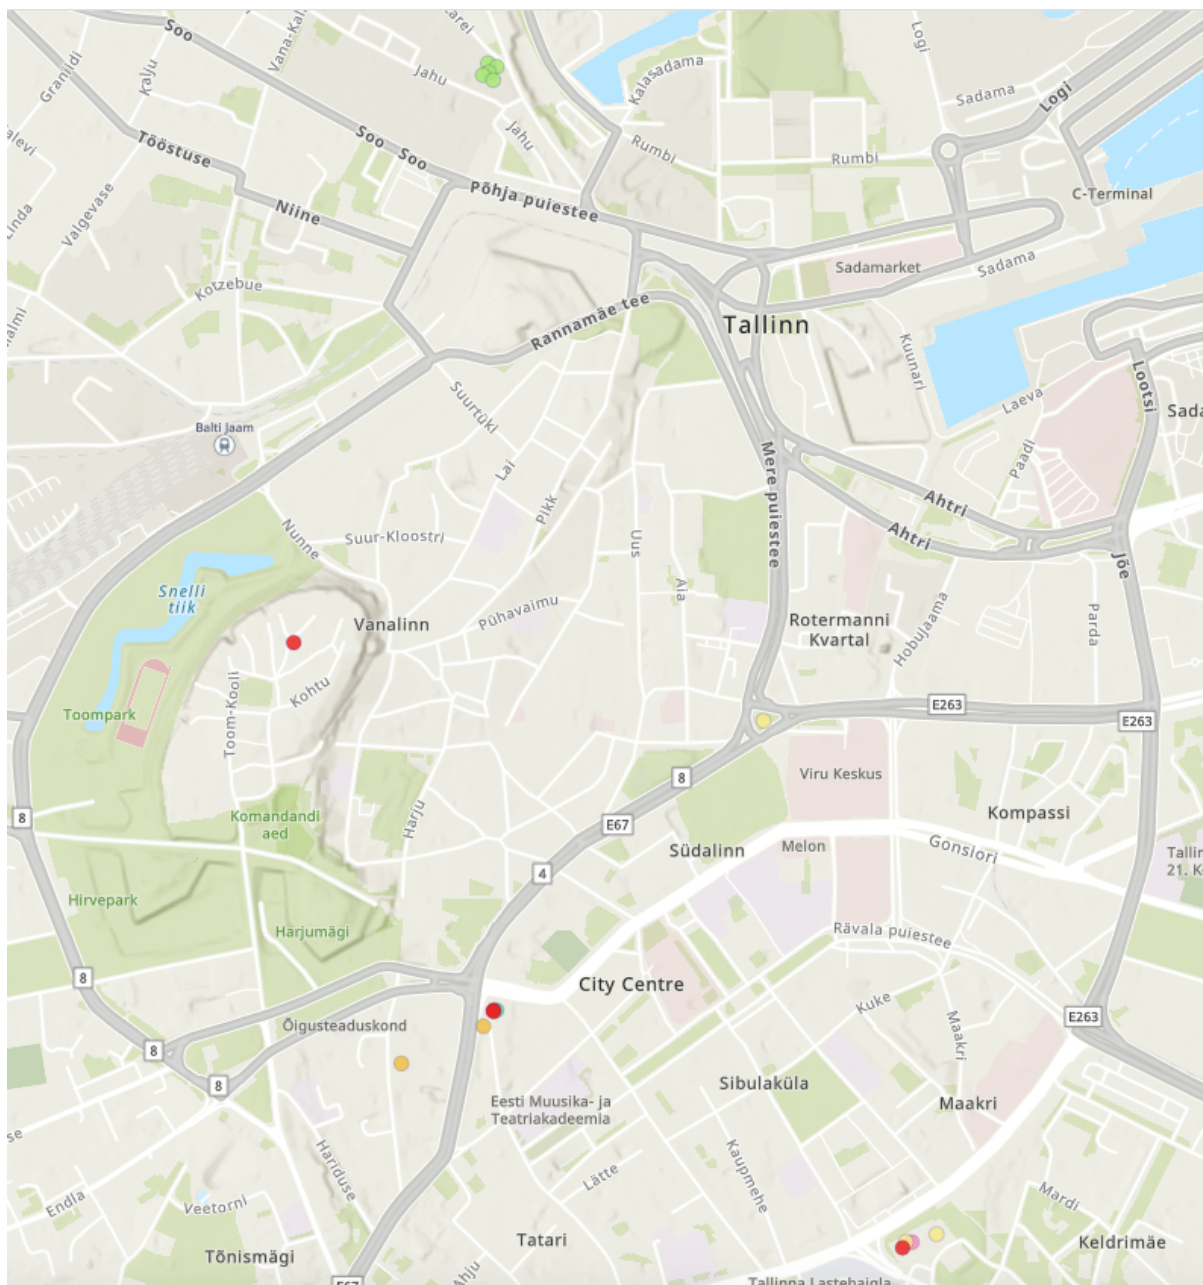 Soo
Vana-Kal
Karei
Logi
Graniidi
Kalju
Jahu
Kalasadama
Sadama
Logi
Tööstuse
Soo
Soo
Jahu
Rumbi
Rumbi
C-Terminal
Valgevase
Linda
Niine
Põhja puiestee
Sadamarket
Sadama
Kotzebue
Rannamäe tee
Tallinn
Kuunari
Lootsi
Laeva
Suurtüki
Balti Jaam
Lai
Pikk
Mere puiestee
Paadi
Ahtri
Ahtri
Nunne
Suur-Kloostri
Uus
Aia
Jõe
Snelli
tiik
Vanalinn
Pühavaimu
Rotermanni
Kvartal
Hobujaama
Parda
Toompark
Toom-Kooli
Kohtu
E263
E263
8
Viru Keskus
8
Komandandi
aed
Harju
E67
Kompassi
Südalinn
Melon
Gonsiori
4
Hirvepark
Harjumägi
Rävala puiestee
8
City Centre
Kuke
Maakri
E263
Õigusteaduskond
8
8
Sibulaküla
Maakri
Eesti Muusika- ja
Teatriakadeemia
Hariduse
Kaupmehe
Lätte
Endla
Veetorni
Mardi
Tõnismägi
Tatari
Keldrimäe
Ahju
E67
Tallinna Lastehaigla